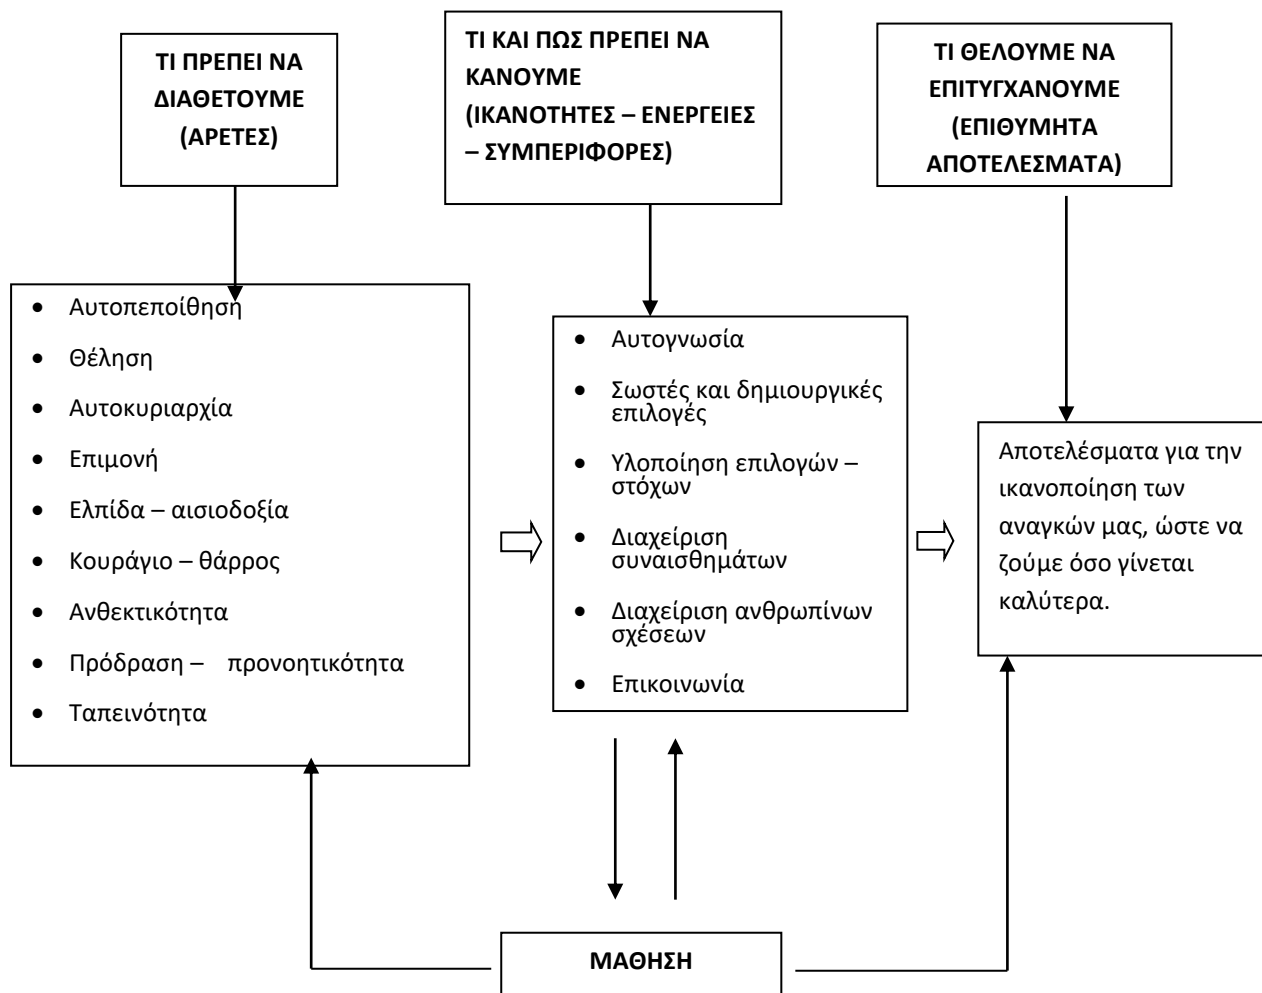 ΤΙ ΠΡΕΠΕΙ ΝΑ
ΔΙΑΘΕΤΟΥΜΕ
(ΑΡΕΤΕΣ)
ΤΙ ΚΑΙ ΠΩΣ ΠΡΕΠΕΙ ΝΑ
ΚΑΝΟΥΜΕ
(ΙΚΑΝΟΤΗΤΕΣ – ΕΝΕΡΓΕΙΕΣ
– ΣΥΜΠΕΡΙΦΟΡΕΣ)
ΤΙ ΘΕΛΟΥΜΕ ΝΑ
ΕΠΙΤΥΓΧΑΝΟΥΜΕ
(ΕΠΙΘΥΜΗΤΑ
ΑΠΟΤΕΛΕΣΜΑΤΑ)
• Αυτοπεποίθηση
• Θέληση
• Αυτοκυριαρχία
• Επιμονή
• Ελπίδα – αισιοδοξία
• Κουράγιο – θάρρος
• Ανθεκτικότητα
• Πρόδραση – προνοητικότητα
• Ταπεινότητα
• Αυτογνωσία
• Σωστές και δημιουργικές
επιλογές
• Υλοποίηση επιλογών –
στόχων
• Διαχείριση
συναισθημάτων
• Διαχείριση ανθρωπίνων
σχέσεων
• Επικοινωνία
Αποτελέσματα για την
ικανοποίηση των
αναγκών μας, ώστε να
ζούμε όσο γίνεται
καλύτερα.
ΜΑΘΗΣΗ